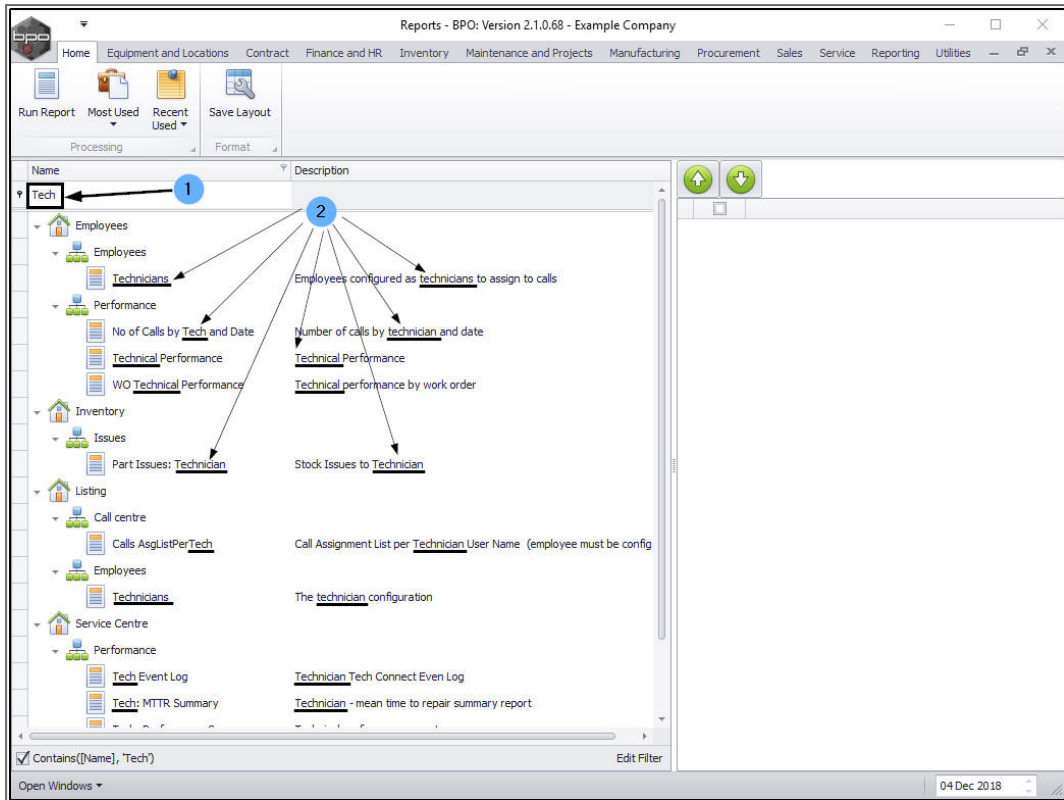 bpo
Reports - BPO: Version 2.1.0.68 - Example Company
Home Equipment and Locations Contract Finance and HR Inventory Maintenance and Projects Manufacturing Procurement Sales Service Reporting Utilities
Run Report Most Used Recent Used Save Layout
Processing Format
Name Description
Tech
1
2
Employees
Employees
Technicians Employees configured as technicians to assign to calls
Performance
No of Calls by Tech and Date Number of calls by technician and date
Technical Performance Technical Performance
WO Technical Performance Technical performance by work order
Inventory
Issues
Part Issues: Technician Stock Issues to Technician
Listing
Call centre
Calls AsgListPerTech Call Assignment List per Technician User Name (employee must be config
Employees
Technicians The technician configuration
Service Centre
Performance
Tech Event Log Technician Tech Connect Even Log
Tech: MTTR Summary Technician - mean time to repair summary report
Contains([Name], 'Tech') Edit Filter
Open Windows 04 Dec 2018